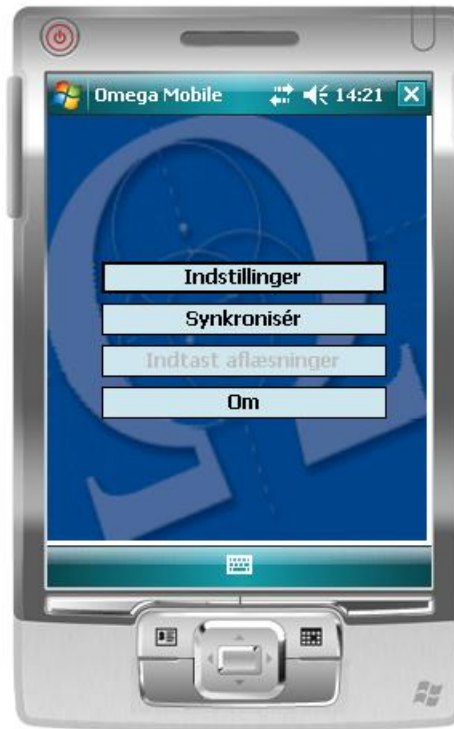 Omega Mobile 14:21
Indstillinger
Synkronisér
Indtast aflæsninger
Om